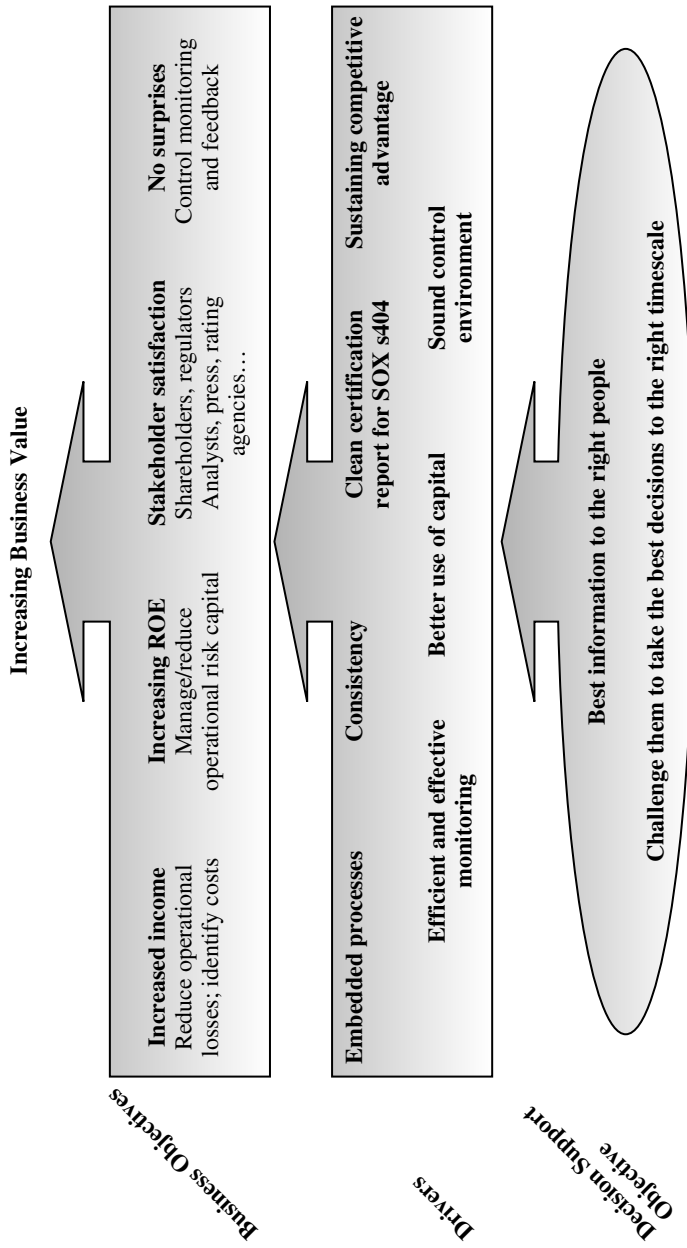 Increasing Business Value
Business Objectives
Increased income
Reduce operational
losses; identify costs
Increasing ROE
Manage/reduce
operational risk capital
Stakeholder satisfaction
Shareholders, regulators
Analysts, press, rating
agencies…
No surprises
Control monitoring
and feedback
Drivers
Embedded processes
Consistency
Clean certification
report for SOX s404
Sustaining competitive
advantage
Efficient and effective
monitoring
Better use of capital
Sound control
environment
Decision Support
Objective
Best information to the right people
Challenge them to take the best decisions to the right timescale